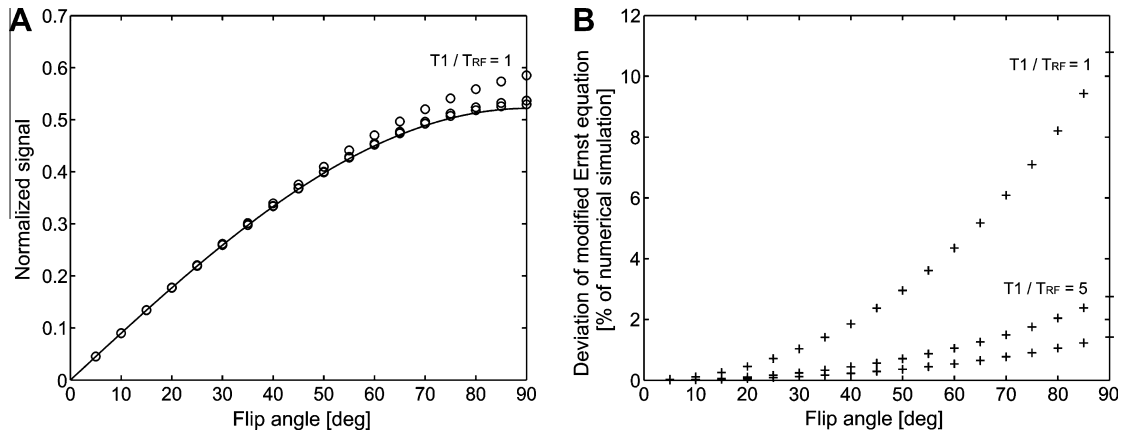 A
Normalized signal
0.7
0.6
0.5
0.4
0.3
0.2
0.1
0
T1 / TRF = 1
0 10 20 30 40 50 60 70 80 90
Flip angle [deg]
B
Deviation of modified Ernst equation
[% of numerical simulation]
12
10
8
6
4
2
0
T1 / TRF = 1
T1 / TRF = 5
0 10 20 30 40 50 60 70 80 90
Flip angle [deg]